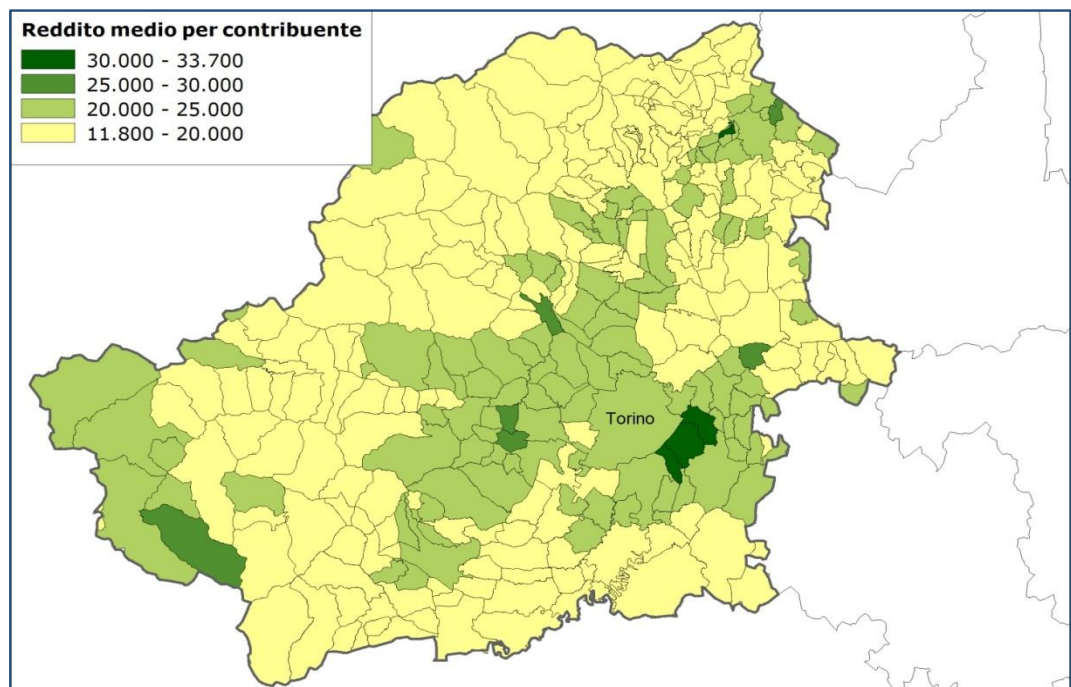 Reddito medio per contribuente
30.000 - 33.700
25.000 - 30.000
20.000 - 25.000
11.800 - 20.000
Torino